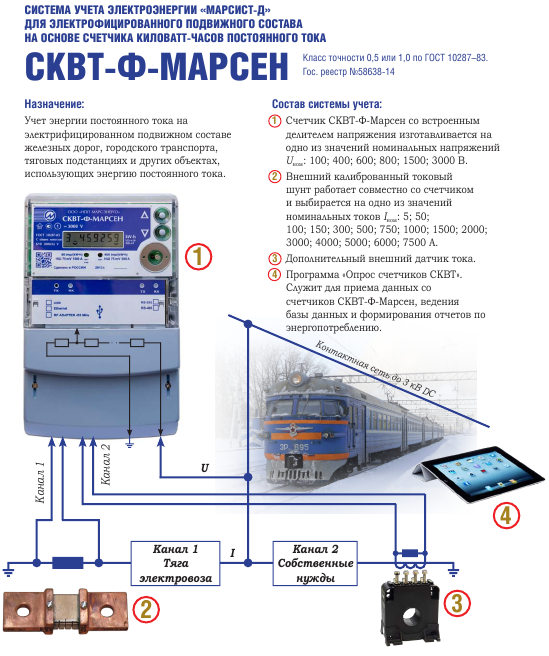 СИСТЕМА УЧЕТА ЭЛЕКТРОЭНЕРГИИ «МАРСИСТ-Д»
ДЛЯ ЭЛЕКТРОФИЦИРОВАННОГО ПОДВИЖНОГО СОСТАВА
НА ОСНОВЕ СЧЕТЧИКА КИЛОВАТТ-ЧАСОВ ПОСТОЯННОГО ТОКА
СКВТ-Ф-МАРСЕН
Класс точности 0,5 или 1,0 по ГОСТ 10287–83.
Гос. реестр №58638-14
Назначение:
Учет энергии постоянного тока на
электрифицированном подвижном составе
железных дорог, городского транспорта,
тяговых подстанциях и других объектах,
использующих энергию постоянного тока.
Состав системы учета:
1 Счетчик СКВТ-Ф-Марсен со встроенным
делителем напряжения изготавливается на
одно из значений номинальных напряжений
Uном: 100; 400; 600; 800; 1500; 3000 В.
2 Внешний калиброванный токовый
шунт работает совместно со счетчиком
и выбирается на одно из значений
номинальных токов Iном: 5; 50;
100; 150; 300; 500; 750; 1000; 1500; 2000;
3000; 4000; 5000; 6000; 7500 А.
3 Дополнительный внешний датчик тока.
4 Программа «Опрос счетчиков СКВТ».
Служит для приема данных со
счетчиков СКВТ-Ф-Марсен, ведения
базы данных и формирования отчетов по
энергопотреблению.
СКВТ-Ф-МАРСЕН
1
Контактная сеть до 3 кВ DC
Канал 1
Канал 2
U
4
Канал 1
Тяга
электровоза
I
Канал 2
Собственные
нужды
2
3